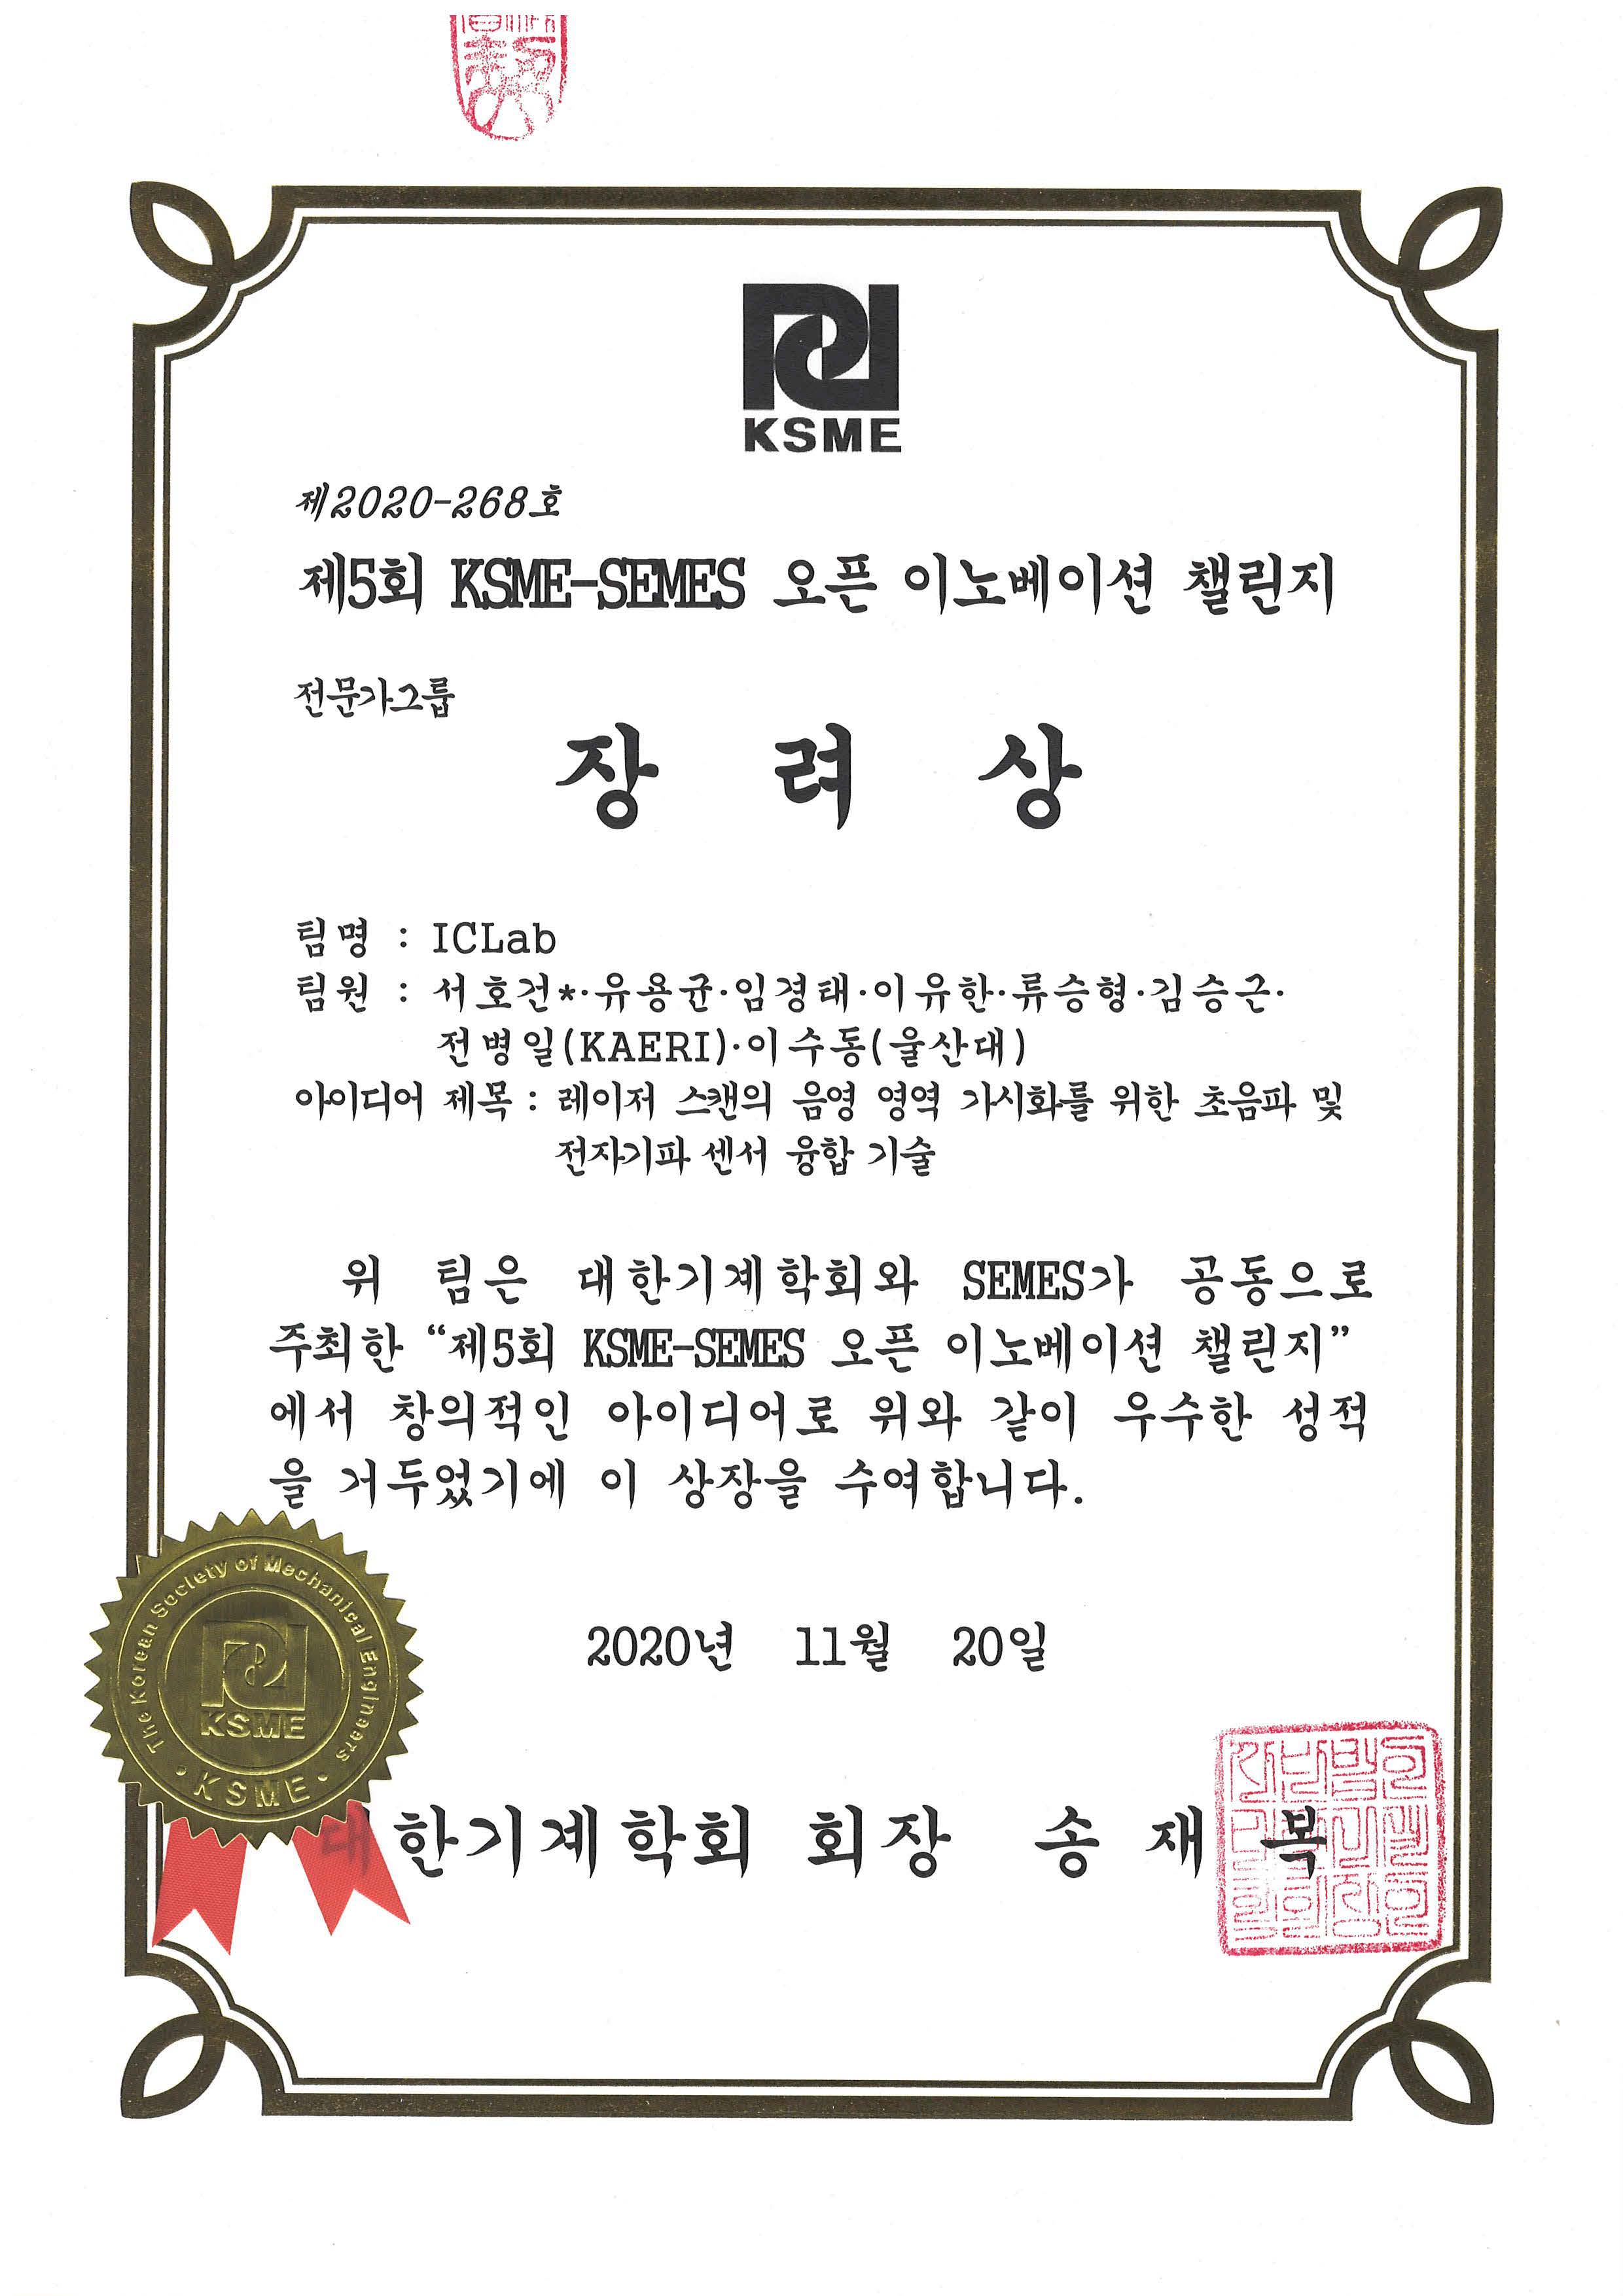 KSME
제2020-268호
제5회 KSME-SEMES 오픈 이노베이션 챌린지
전문가그룹
장 려 상
팀명 : ICLab
팀원 : 서호건*·유용균·임경태·이유한·류승형·김승근·
전병일(KAERI)·이수동(울산대)
아이디어 제목 : 레이저 스캔의 음영 영역 가시화를 위한 초음파 및
전자기파 센서 융합 기술
위 팀은 대한기계학회와 SEMES가 공동으로
주최한 “제5회 KSME-SEMES 오픈 이노베이션 챌린지”
에서 창의적인 아이디어로 위와 같이 우수한 성적
을 거두었기에 이 상장을 수여합니다.
The Korean Society of Mechanical Engineers
KSME
· KSME ·
2020년 11월 20일
대한기계학회 회장 송 재 복